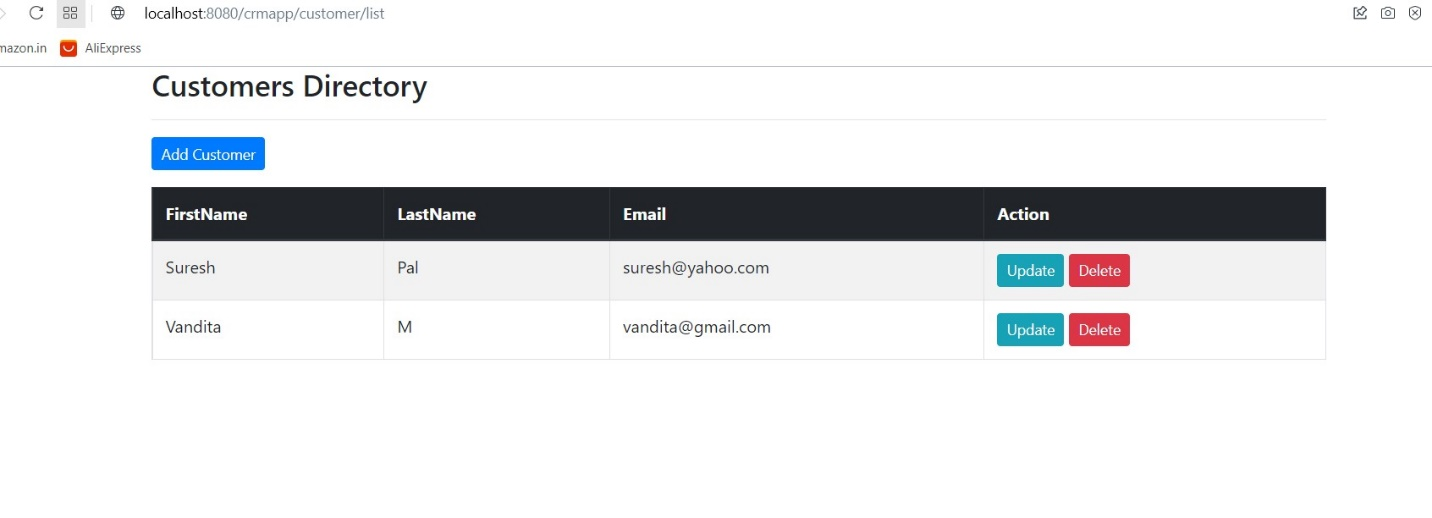 localhost:8080/crmapp/customer/list
mazon.in AliExpress
Customers Directory
Add Customer
FirstName LastName Email Action
Suresh Pal suresh@yahoo.com Update Delete
Vandita M vandita@gmail.com Update Delete